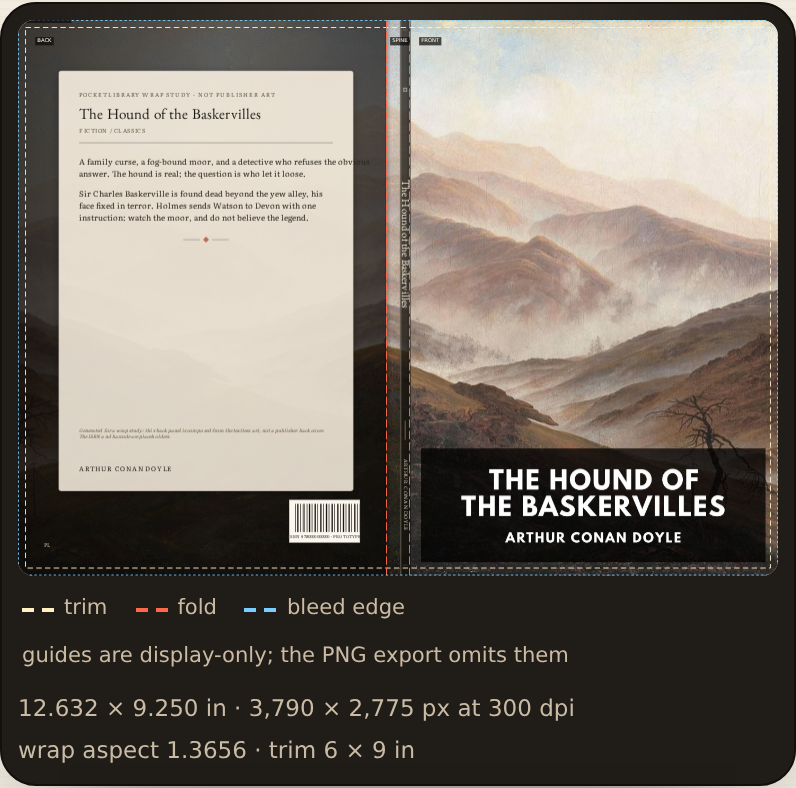 BACK
SPINE
FRONT
POCKETLIBRARY WRAP STUDY · NOT PUBLISHER ART
The Hound of the Baskervilles
FICTION / CLASSICS
A family curse, a fog-bound moor, and a detective who refuses the obvious
answer. The hound is real; the question is who let it loose.
Sir Charles Baskerville is found dead beyond the yew alley, his
face fixed in terror. Holmes sends Watson to Devon with one
instruction: watch the moor, and do not believe the legend.
ARTHUR CONAN DOYLE
PL
The Hound of the Baskervilles
ARTHUR CONAN DOYLE
THE HOUND OF
THE BASKERVILLES
ARTHUR CONAN DOYLE
trim fold bleed edge
guides are display-only; the PNG export omits them
12.632 × 9.250 in · 3,790 × 2,775 px at 300 dpi
wrap aspect 1.3656 · trim 6 × 9 in